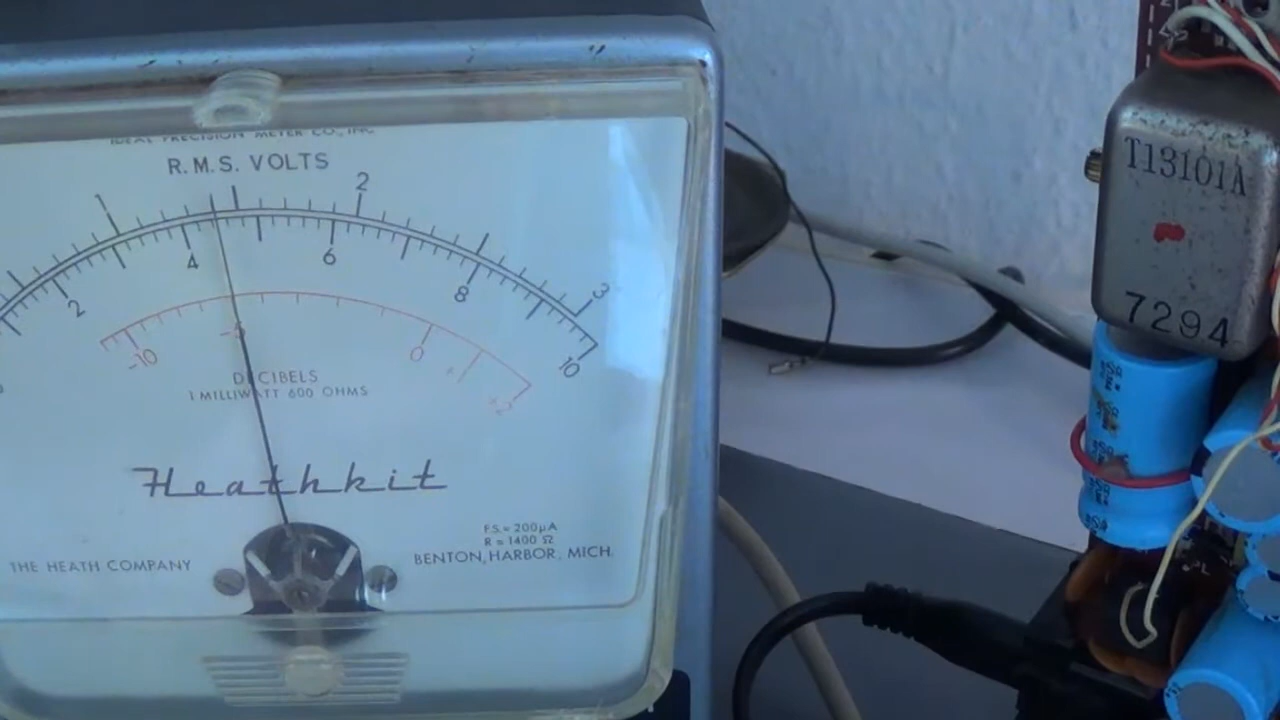 IDEAL PRECISION METER CO., INC
R.M.S. VOLTS
1 2 3
2 4 6 8 10
-10 0 +2
DECIBELS
1 MILLIWATT 600 OHMS
Heathkit
F.S. = 200µA
R = 1400 Ω
THE HEATH COMPANY
BENTON, HARBOR, MICH.
T13101A
7294